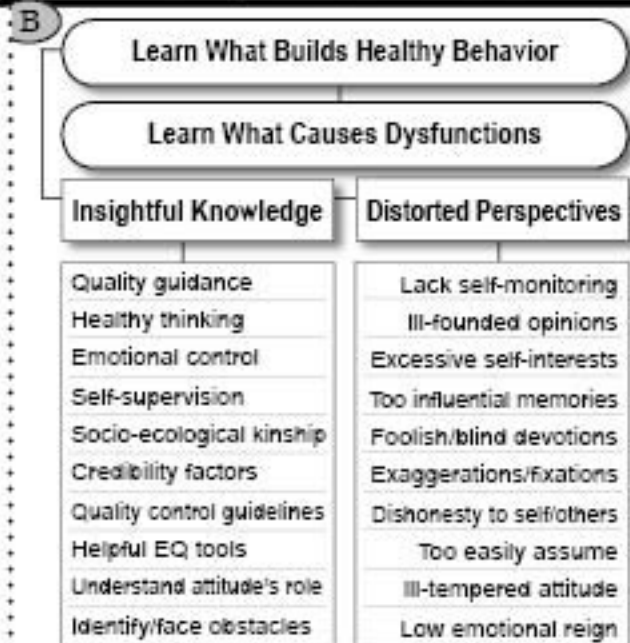 B
Learn What Builds Healthy Behavior
Learn What Causes Dysfunctions
Insightful Knowledge
Quality guidance
Healthy thinking
Emotional control
Self-supervision
Socio-ecological kinship
Credibility factors
Quality control guidelines
Helpful EQ tools
Understand attitude's role
Identify/face obstacles
Distorted Perspectives
Lack self-monitoring
Ill-founded opinions
Excessive self-interests
Too influential memories
Foolish/blind devotions
Exaggerations/fixations
Dishonesty to self/others
Too easily assume
Ill-tempered attitude
Low emotional reign